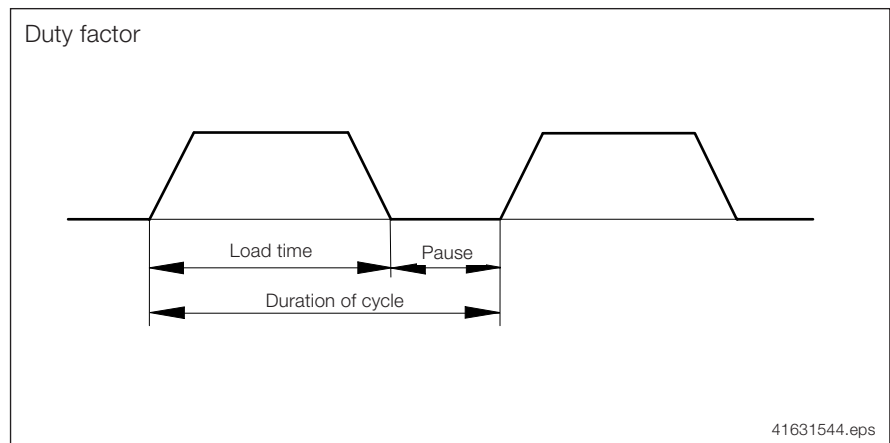 Duty factor
Load time
Pause
Duration of cycle
41631544.eps